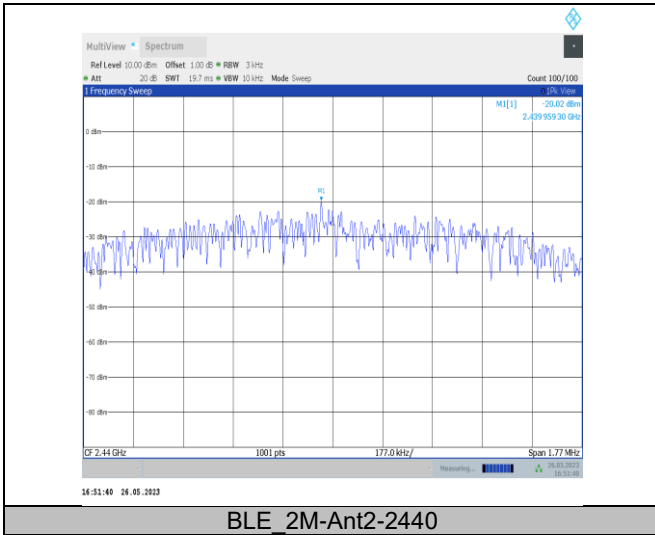 MultiView Spectrum
Ref Level 10.00 dBm Offset 1.00 dB RBW 3 kHz
Att 20 dB SWT 19.7 ms VBW 10 kHz Mode Sweep Count 100/100
1 Frequency Sweep 1Pk View
M1[1] -20.02 dBm
2.439 959 30 GHz
0 dBm
-10 dBm
M1
-20 dBm
-30 dBm
-40 dBm
-50 dBm
-60 dBm
-70 dBm
-80 dBm
CF 2.44 GHz 1001 pts 177.0 kHz/ Span 1.77 MHz
Measuring... 26.05.2023
16:51:40
16:51:40 26.05.2023
BLE_2M-Ant2-2440